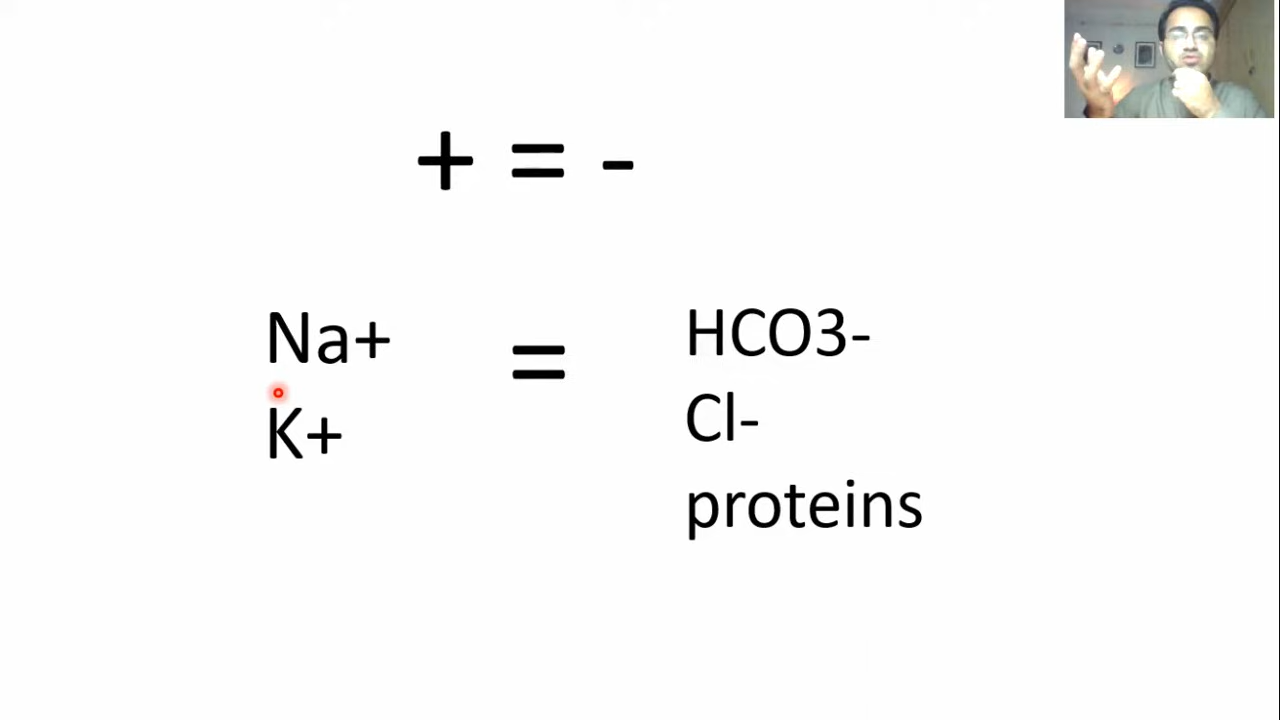 + = -
Na+ = HCO3-
K+ Cl-
proteins